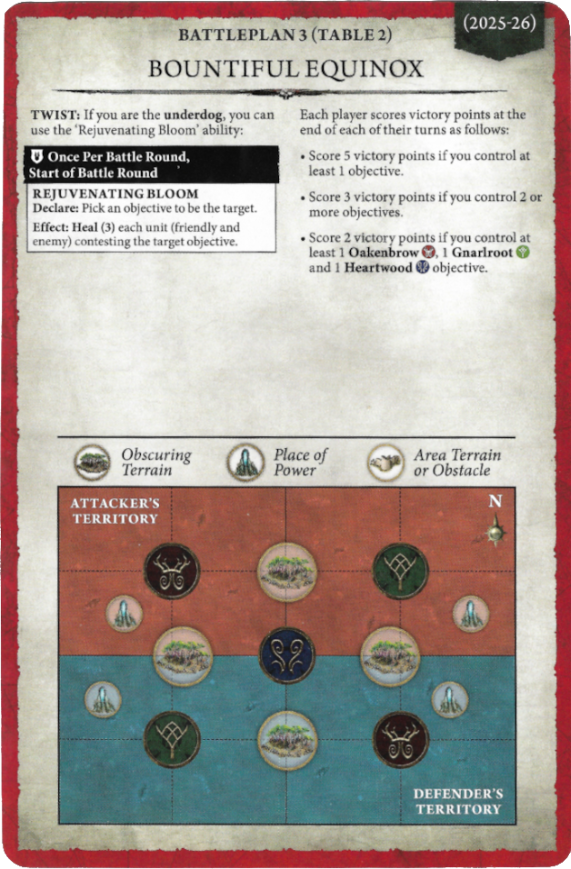 (2025-26)
BATTLEPLAN 3 (TABLE 2)
BOUNTIFUL EQUINOX
TWIST: If you are the underdog, you can
use the ‘Rejuvenating Bloom’ ability:
Once Per Battle Round,
Start of Battle Round
REJUVENATING BLOOM
Declare: Pick an objective to be the target.
Effect: Heal (3) each unit (friendly and
enemy) contesting the target objective.
Each player scores victory points at the
end of each of their turns as follows:
• Score 5 victory points if you control at
least 1 objective.
• Score 3 victory points if you control 2 or
more objectives.
• Score 2 victory points if you control at
least 1 Oakenbrow, 1 Gnarlroot
and 1 Heartwood objective.
Obscuring
Terrain
Place of
Power
Area Terrain
or Obstacle
ATTACKER'S
TERRITORY
N
DEFENDER'S
TERRITORY